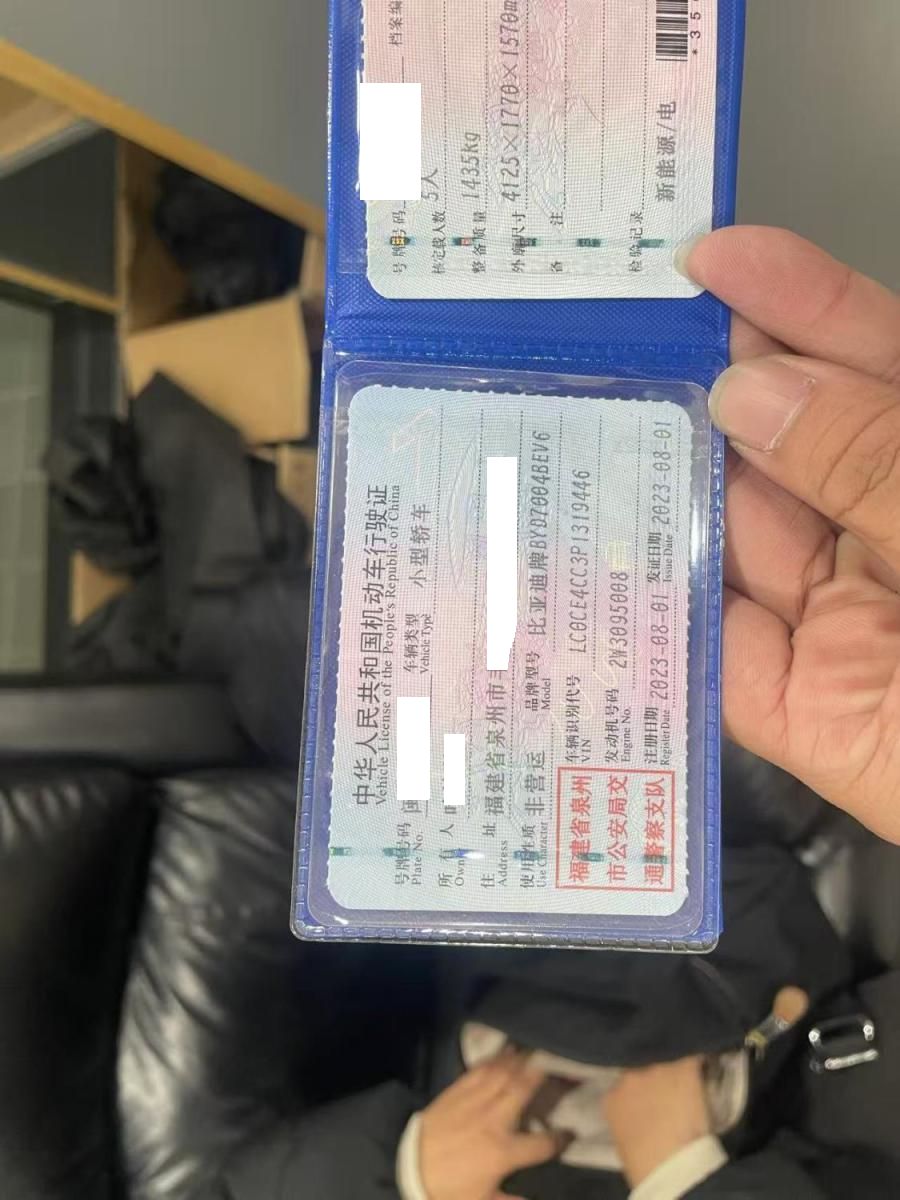 中华人民共和国机动车行驶证
Vehicle License of the People's Republic of China
号牌号码
Plate No.
车辆类型 小型轿车
Vehicle Type
所有人
Owner
住址 福建省泉州市
Address
使用性质 非营运
Use Character
品牌型号 比亚迪牌BYD7004BEV6
Model
福建省泉州
市公安局交
通警察支队
车辆识别代号 LC0CE4CC3P1319446
VIN
发动机号码 2W3095008
Engine No.
注册日期 2023-08-01
Register Date
发证日期 2023-08-01
Issue Date
号牌号码
档案编
核定载人数 5人
整备质量 1435kg
外廓尺寸 4125×1770×1570m
备注
检验记录
新能源/电
*35